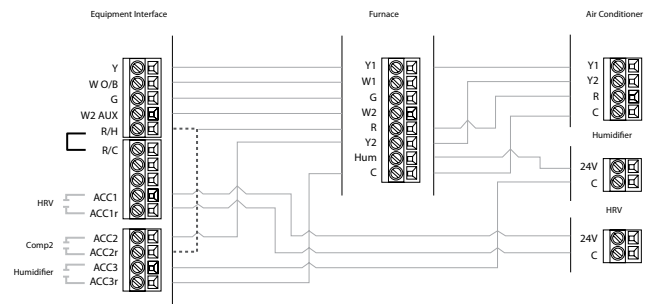 Equipment Interface
Furnace
Air Conditioner
Y
W O/B
G
W2 AUX
R/H
R/C
ACC1
ACC1r
ACC2
ACC2r
ACC3
ACC3r
HRV
Comp2
Humidifier
Y1
W1
G
W2
R
Y2
Hum
C
Y1
Y2
R
C
Humidifier
24V
C
HRV
24V
C